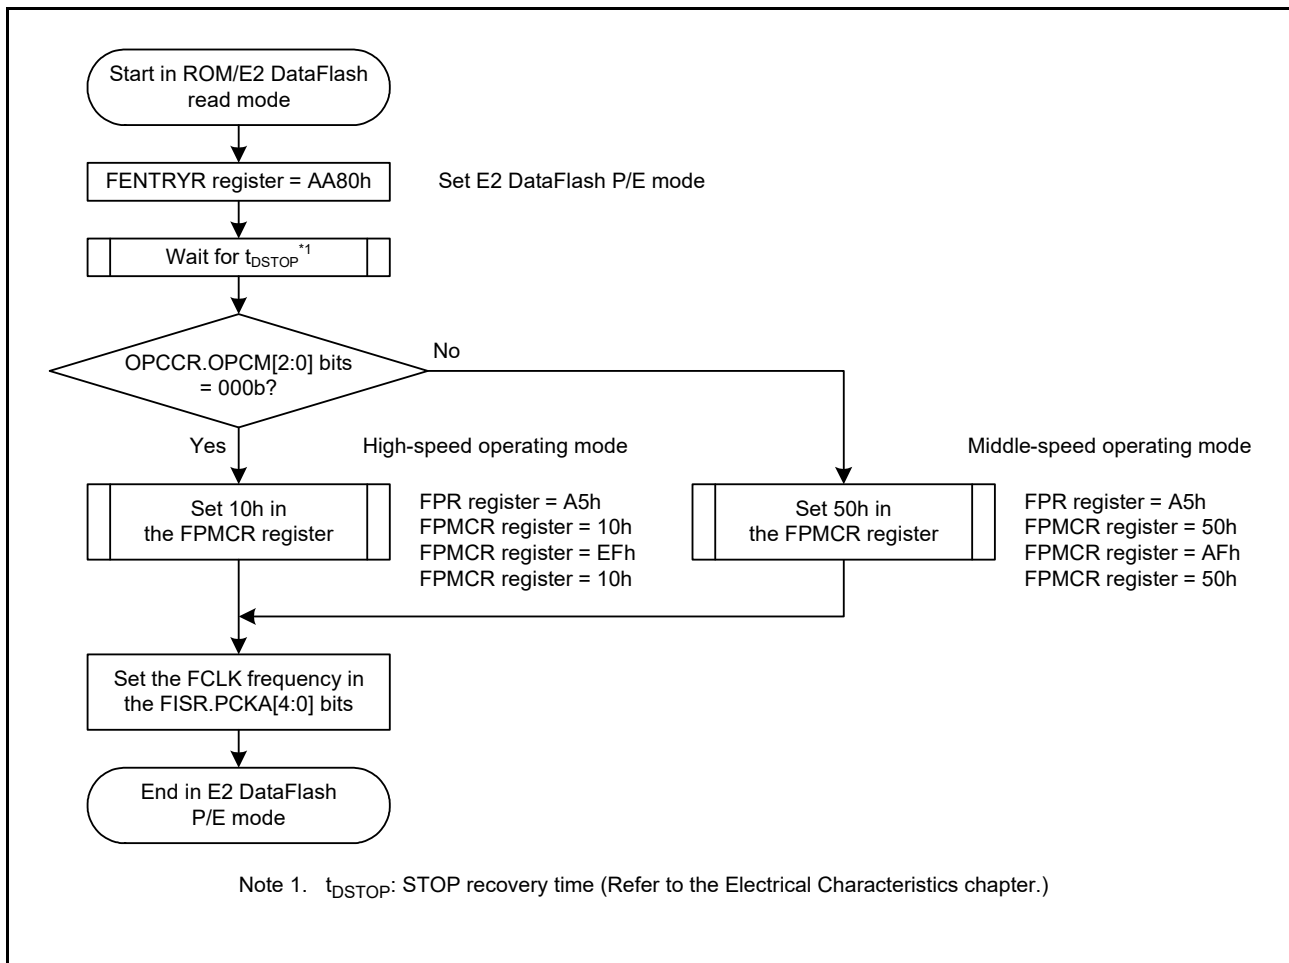 Start in ROM/E2 DataFlash
read mode
FENTRYR register = AA80h
Set E2 DataFlash P/E mode
Wait for tDSTOP*1
OPCCR.OPCM[2:0] bits
= 000b?
No
Yes
High-speed operating mode
Middle-speed operating mode
Set 10h in
the FPMCR register
FPR register = A5h
FPMCR register = 10h
FPMCR register = EFh
FPMCR register = 10h
Set 50h in
the FPMCR register
FPR register = A5h
FPMCR register = 50h
FPMCR register = AFh
FPMCR register = 50h
Set the FCLK frequency in
the FISR.PCKA[4:0] bits
End in E2 DataFlash
P/E mode
Note 1. tDSTOP: STOP recovery time (Refer to the Electrical Characteristics chapter.)